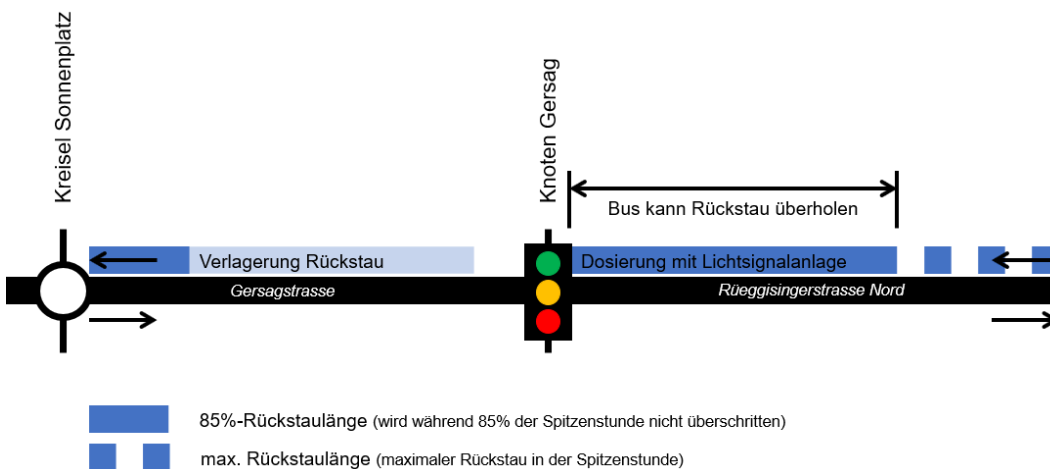 Kreisel Sonnenplatz
Knoten Gersag
Bus kann Rückstau überholen
Verlagerung Rückstau
Dosierung mit Lichtsignalanlage
Gersagstrasse
Rüeggisingerstrasse Nord
85%-Rückstaulänge (wird während 85% der Spitzenstunde nicht überschritten)
max. Rückstaulänge (maximaler Rückstau in der Spitzenstunde)